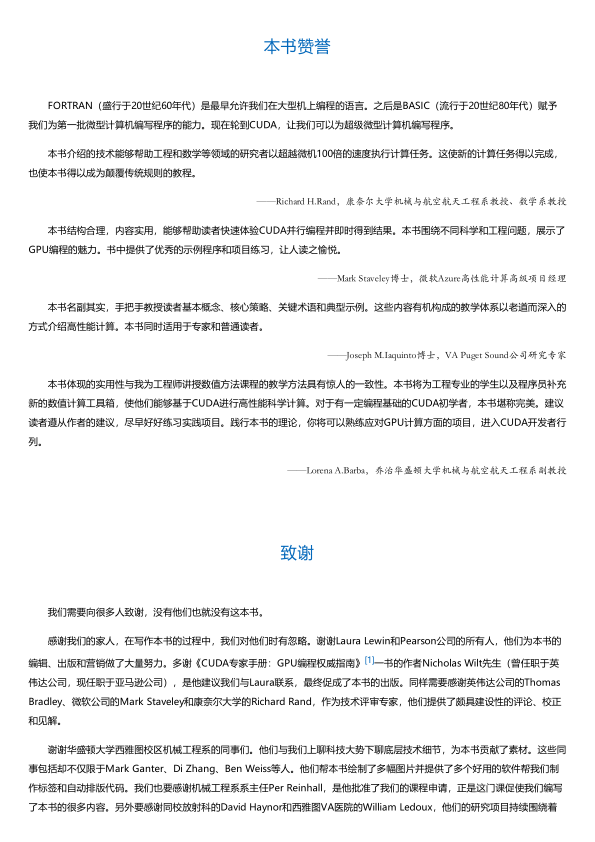 本书赞誉
FORTRAN（盛行于20世纪60年代）是最早允许我们在大型机上编程的语言。之后是BASIC（流行于20世纪80年代）赋予
我们为第一批微型计算机编写程序的能力。现在轮到CUDA，让我们可以为超级微型计算机编写程序。
本书介绍的技术能够帮助工程和数学等领域的研究者以超越微机100倍的速度执行计算任务。这使新的计算任务得以完成，
也使本书得以成为颠覆传统规则的教程。
——Richard H.Rand，康奈尔大学机械与航空航天工程系教授、数学系教授
本书结构合理，内容实用，能够帮助读者快速体验CUDA并行编程并即时得到结果。本书围绕不同科学和工程问题，展示了
GPU编程的魅力。书中提供了优秀的示例程序和项目练习，让人读之愉悦。
——Mark Staveley博士，微软Azure高性能计算高级项目经理
本书名副其实，手把手教授读者基本概念、核心策略、关键术语和典型示例。这些内容有机构成的教学体系以老道而深入的
方式介绍高性能计算。本书同时适用于专家和普通读者。
——Joseph M.Iaquinto博士，VA Puget Sound公司研究专家
本书体现的实用性与我为工程师讲授数值方法课程的教学方法具有惊人的一致性。本书将为工程专业的学生以及程序员补充
新的数值计算工具箱，使他们能够基于CUDA进行高性能科学计算。对于有一定编程基础的CUDA初学者，本书堪称完美。建议
读者遵从作者的建议，尽早好好练习实践项目。践行本书的理论，你将可以熟练应对GPU计算方面的项目，进入CUDA开发者行
列。
——Lorena A.Barba，乔治华盛顿大学机械与航空航天工程系副教授
致谢
我们需要向很多人致谢，没有他们也就没有这本书。
感谢我们的家人，在写作本书的过程中，我们对他们时有忽略。谢谢Laura Lewin和Pearson公司的所有人，他们为本书的
编辑、出版和营销做了大量努力。多谢《CUDA专家手册：GPU编程权威指南》[1]一书的作者Nicholas Wilt先生（曾任职于英
伟达公司，现任职于亚马逊公司），是他建议我们与Laura联系，最终促成了本书的出版。同样需要感谢英伟达公司的Thomas
Bradley、微软公司的Mark Staveley和康奈尔大学的Richard Rand，作为技术评审专家，他们提供了颇具建设性的评论、校正
和见解。
谢谢华盛顿大学西雅图校区机械工程系的同事们。他们与我们上聊科技大势下聊底层技术细节，为本书贡献了素材。这些同
事包括却不仅限于Mark Ganter、Di Zhang、Ben Weiss等人。他们帮本书绘制了多幅图片并提供了多个好用的软件帮我们制
作标签和自动排版代码。我们也要感谢机械工程系系主任Per Reinhall，是他批准了我们的课程申请，正是这门课促使我们编写
了本书的很多内容。另外要感谢同校放射科的David Haynor和西雅图VA医院的William Ledoux，他们的研究项目持续围绕着